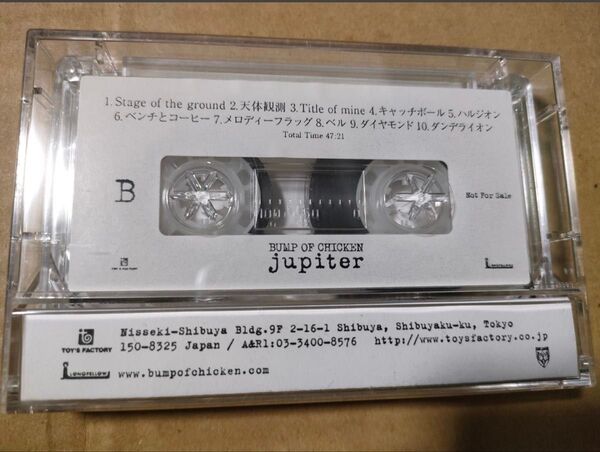 1.Stage of the ground 2.天体観測 3.Title of mine 4.キャッチボール 5.ハルジオン
6.ベンチとコーヒー 7.メロディーフラッグ 8.ベル 9.ダイヤモンド 10.ダンデライオン
Total Time 47:21
B
Not For Sale
BUMP OF CHICKEN
jupiter
TOY'S FACTORY
LONGFELLOW
Nisseki-Shibuya Bldg.9F 2-16-1 Shibuya, Shibuyaku-ku, Tokyo
150-8325 Japan / A&R1:03-3400-8576 http://www.toysfactory.co.jp
TOY'S FACTORY
LONGFELLOW
www.bumpofchicken.com